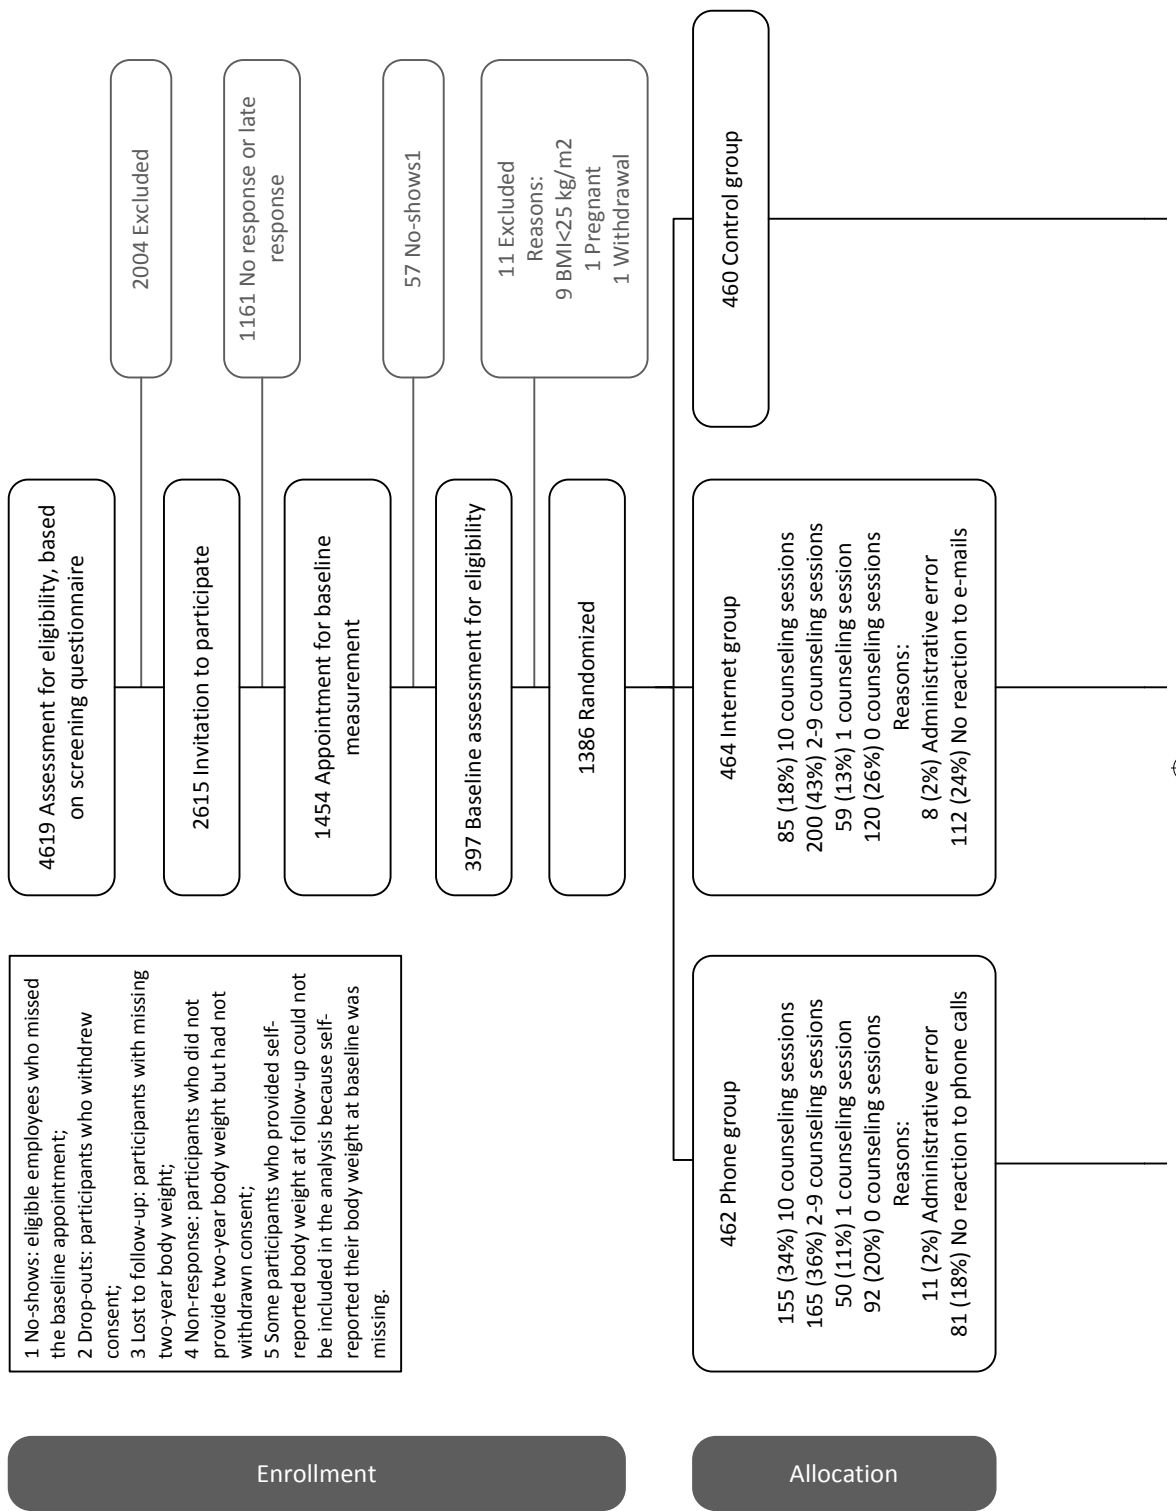 Enrollment
1 No-shows: eligible employees who missed
the baseline appointment;
2 Drop-outs: participants who withdrew
consent;
3 Lost to follow-up: participants with missing
two-year body weight;
4 Non-response: participants who did not
provide two-year body weight but had not
withdrawn consent;
5 Some participants who provided self-
reported body weight at follow-up could not
be included in the analysis because self-
reported their body weight at baseline was
missing.
4619 Assessment for eligibility, based
on screening questionnaire
2004 Excluded
2615 Invitation to participate
1161 No response or late
response
1454 Appointment for baseline
measurement
57 No-shows1
397 Baseline assessment for eligibility
11 Excluded
Reasons:
9 BMI<25 kg/m2
1 Pregnant
1 Withdrawal
1386 Randomized
Allocation
462 Phone group
155 (34%) 10 counseling sessions
165 (36%) 2-9 counseling sessions
50 (11%) 1 counseling session
92 (20%) 0 counseling sessions
Reasons:
11 (2%) Administrative error
81 (18%) No reaction to phone calls
464 Internet group
85 (18%) 10 counseling sessions
200 (43%) 2-9 counseling sessions
59 (13%) 1 counseling session
120 (26%) 0 counseling sessions
Reasons:
8 (2%) Administrative error
112 (24%) No reaction to e-mails
460 Control group